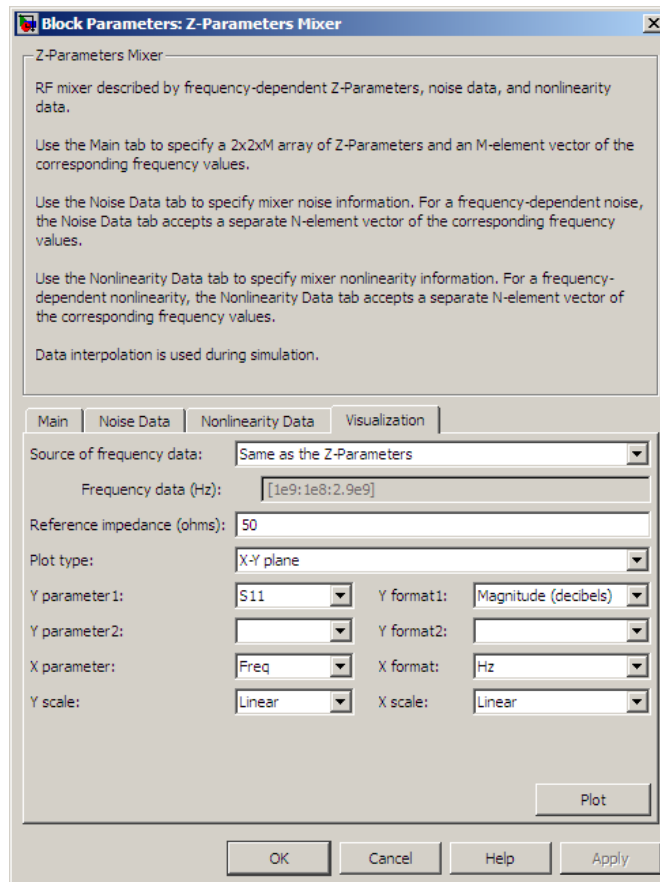 Block Parameters: Z-Parameters Mixer
Z-Parameters Mixer
RF mixer described by frequency-dependent Z-Parameters, noise data, and nonlinearity
data.
Use the Main tab to specify a 2x2xM array of Z-Parameters and an M-element vector of the
corresponding frequency values.
Use the Noise Data tab to specify mixer noise information. For a frequency-dependent noise,
the Noise Data tab accepts a separate N-element vector of the corresponding frequency
values.
Use the Nonlinearity Data tab to specify mixer nonlinearity information. For a frequency-
dependent nonlinearity, the Nonlinearity Data tab accepts a separate N-element vector of
the corresponding frequency values.
Data interpolation is used during simulation.
Main Noise Data Nonlinearity Data Visualization
Source of frequency data: Same as the Z-Parameters
Frequency data (Hz): [1e9:1e8:2.9e9]
Reference impedance (ohms): 50
Plot type: X-Y plane
Y parameter1: S11 Y format1: Magnitude (decibels)
Y parameter2: Y format2:
X parameter: Freq X format: Hz
Y scale: Linear X scale: Linear
Plot
OK Cancel Help Apply